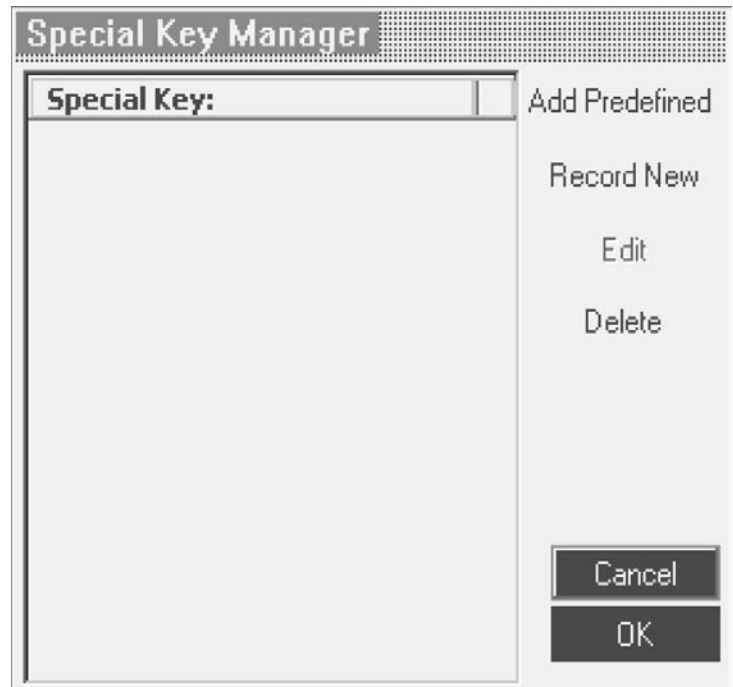 Special Key Manager
Special Key:
Add Predefined
Record New
Edit
Delete
Cancel
OK